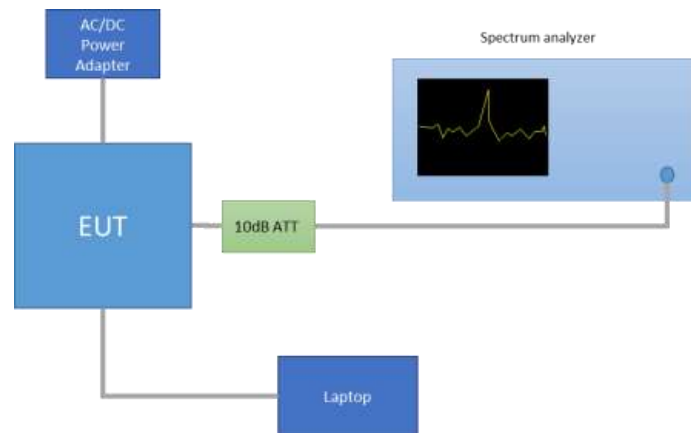 AC/DC
Power
Adapter
Spectrum analyzer
EUT
10dB ATT
Laptop